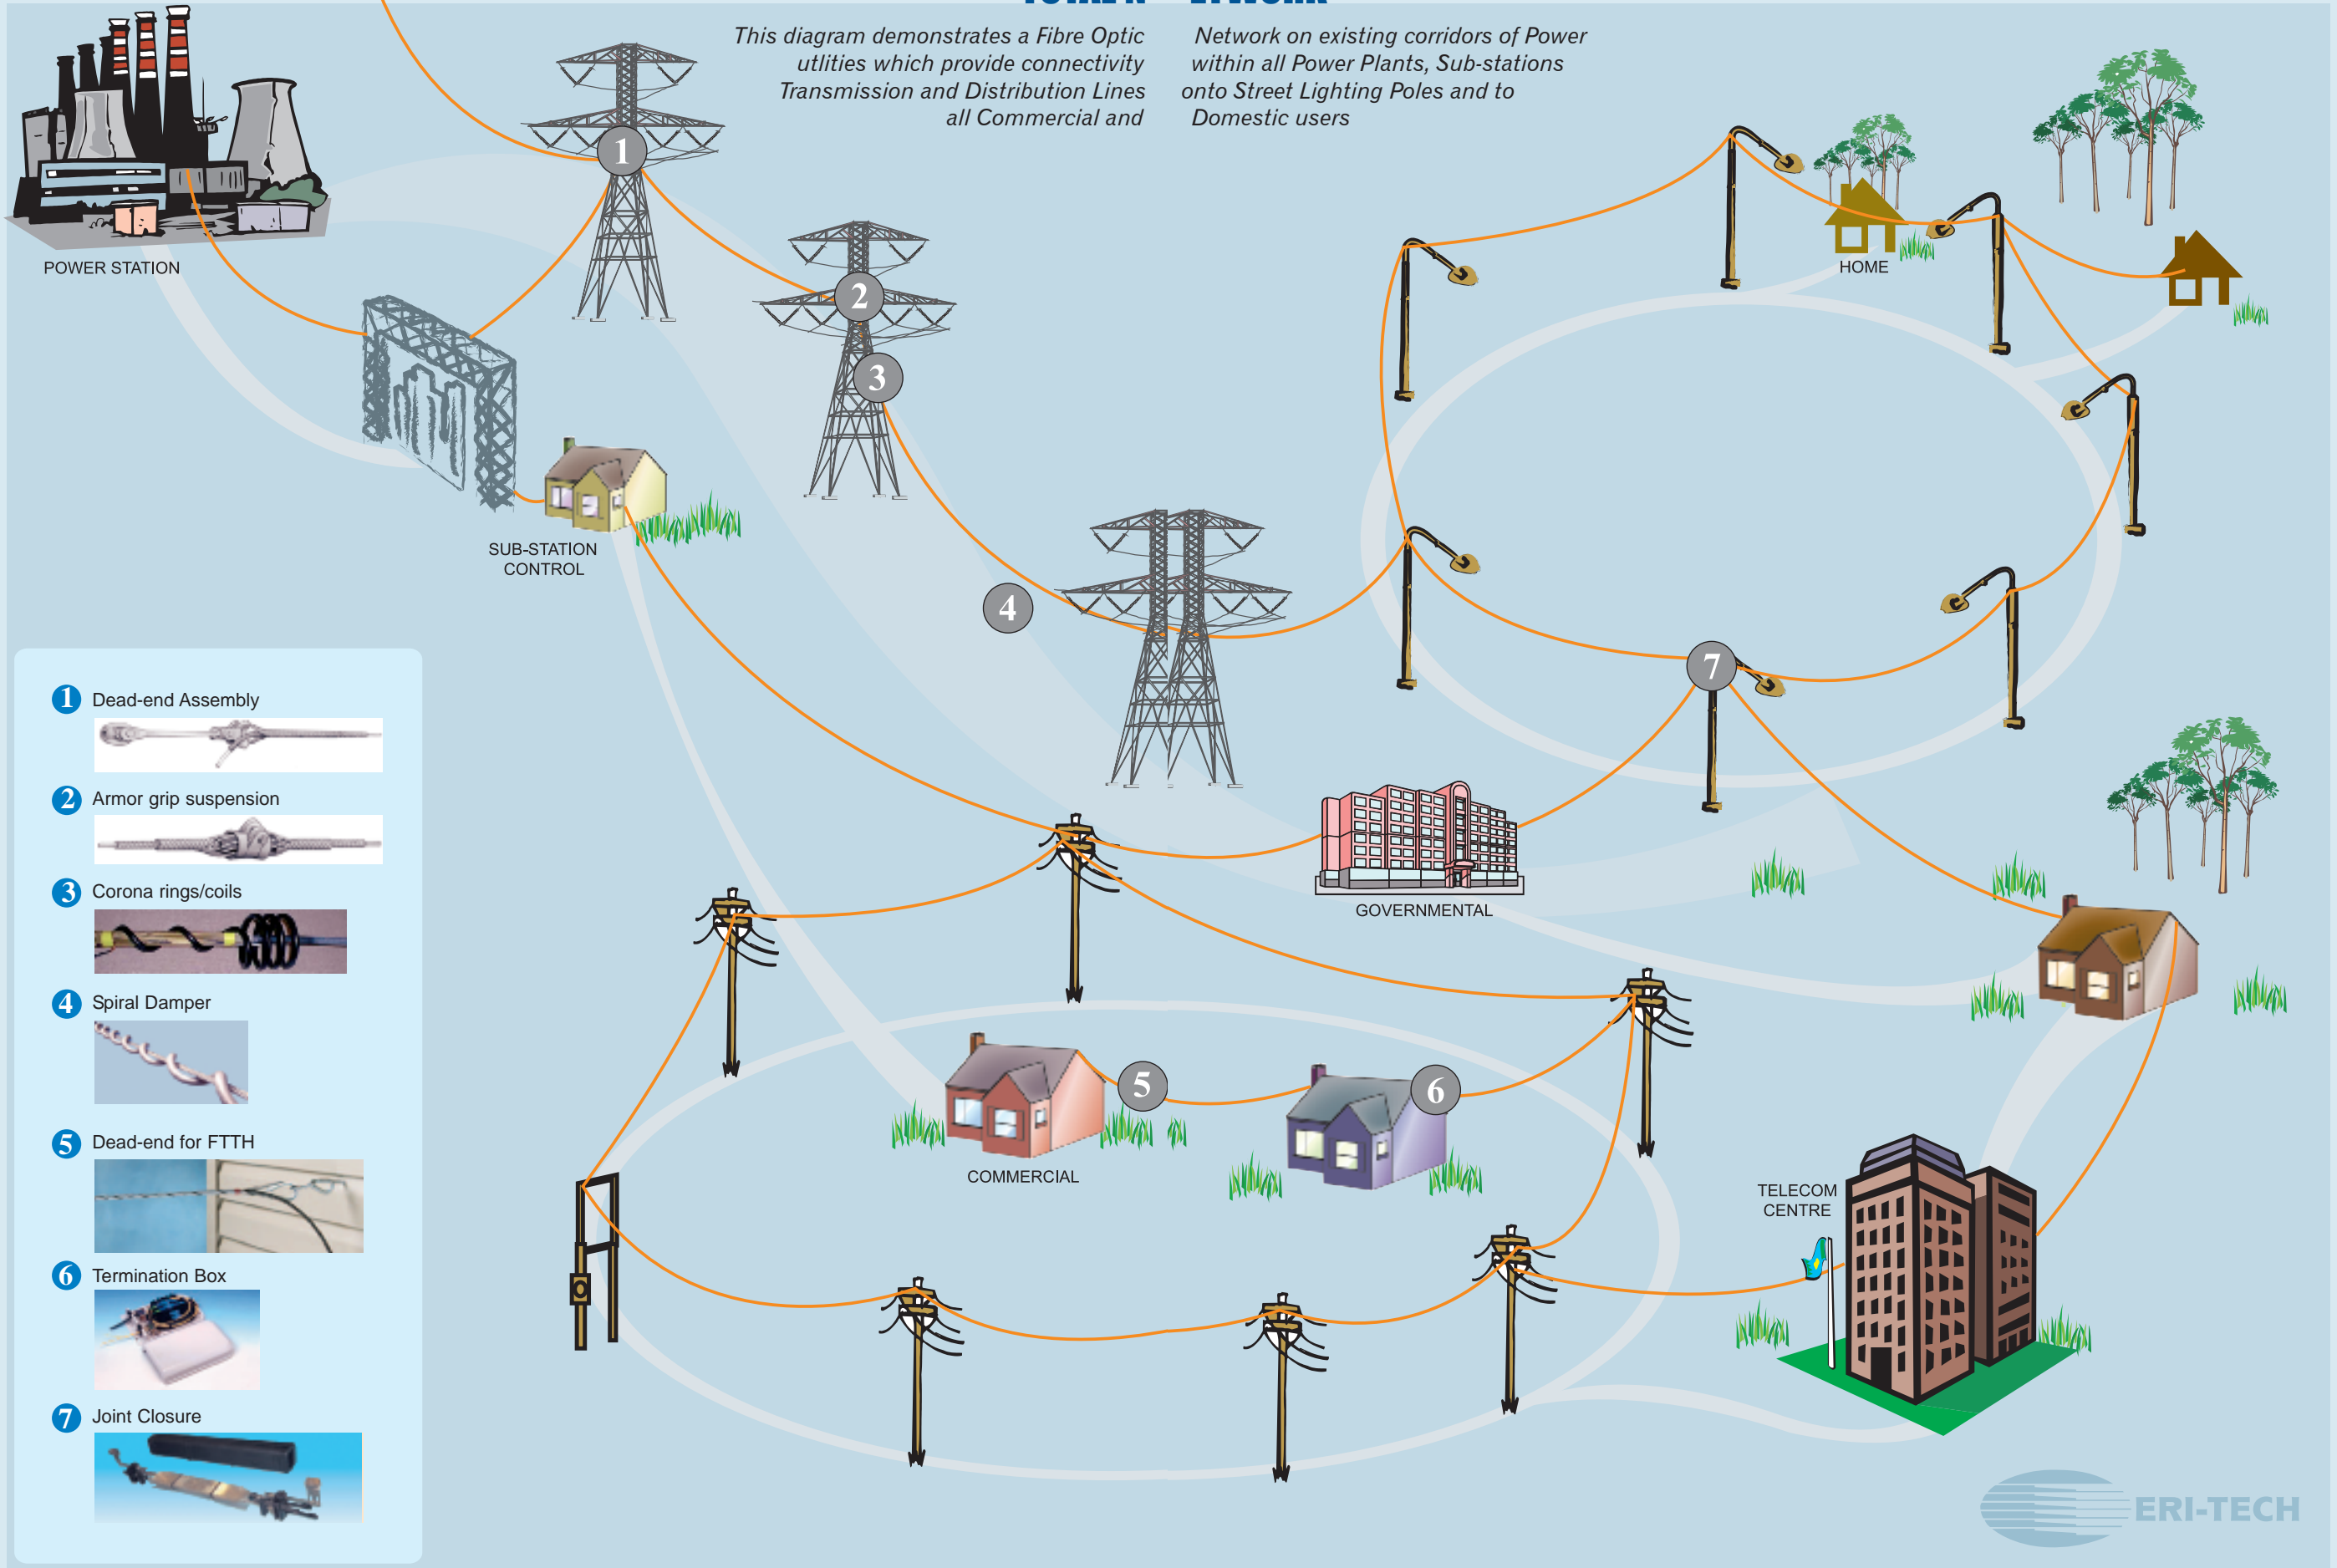 TOTAL N ETWORK
This diagram demonstrates a Fibre Optic Network on existing corridors of Power
utlities which provide connectivity within all Power Plants, Sub-stations
Transmission and Distribution Lines onto Street Lighting Poles and to
all Commercial and Domestic users
1
2
3
4
5
6
7
POWER STATION
HOME
SUB-STATION
CONTROL
GOVERNMENTAL
COMMERCIAL
TELECOM
CENTRE
1 Dead-end Assembly
2 Armor grip suspension
3 Corona rings/coils
4 Spiral Damper
5 Dead-end for FTTH
6 Termination Box
7 Joint Closure
ERI-TECH